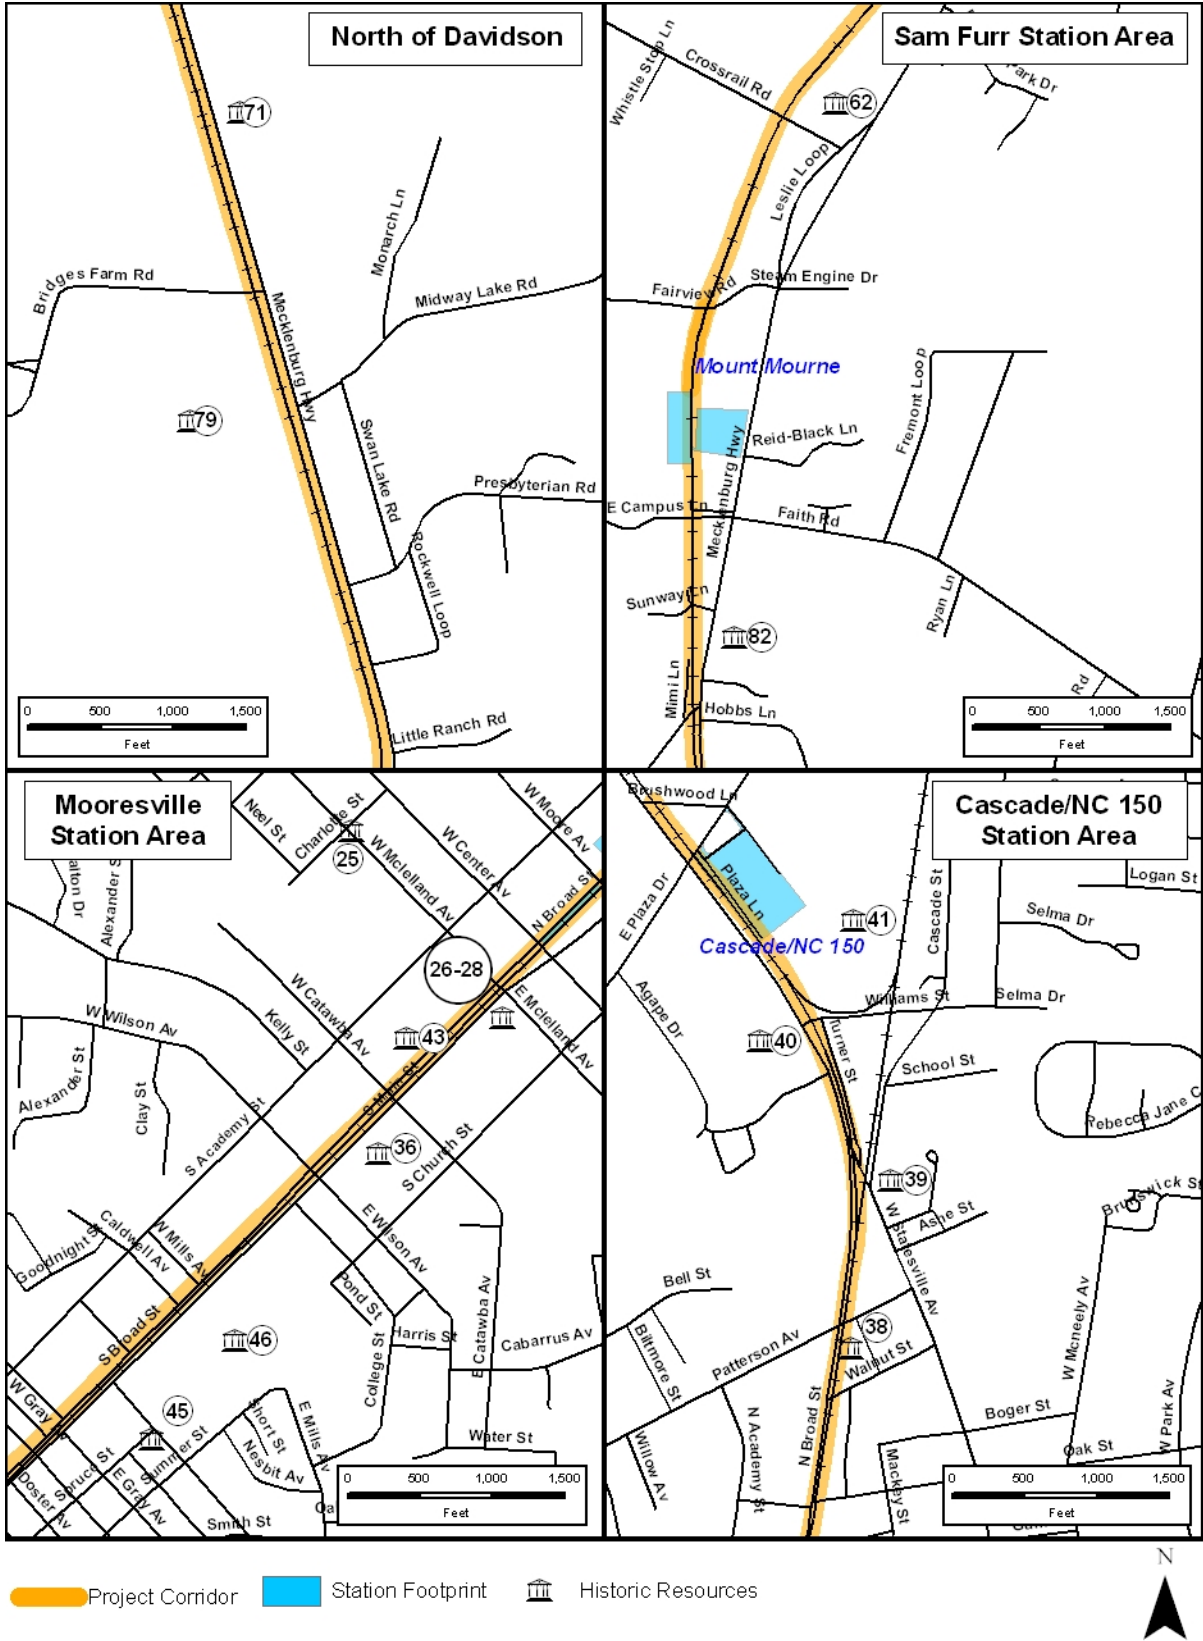 North of Davidson
71
Monarch Ln
Bridges Farm Rd
Midway Lake Rd
Mecklenburg Hwy
79
Swan Lake Rd
Presbyterian Rd
Rockwell Loop
Little Ranch Rd
0 500 1,000 1,500
Feet
Sam Furr Station Area
Whistle Stop Ln
Crossrail Rd
Park Dr
62
Leslie Loop
Steam Engine Dr
Fairview Rd
Mount Mourne
Fremont Loop
Reid-Black Ln
Mecklenburg Hwy
E Campus Ln
Faith Rd
Sunway Ln
Ryan Ln
82
Mimi Ln
Hobbs Ln
Rd
0 500 1,000 1,500
Feet
Mooresville
Station Area
Neel St
Charlotte St
25
W Mclelland Av
W Center Av
W Moore Av
N Broad St
alton Dr
Alexander S
26-28
W Catawba Av
Kelly St
W Wilson Av
43
E Mclelland Av
S Main St
Alexander St
Clay St
S Academy St
36
S Church St
Goodnight S
Caldwell Av
W Mills Av
E Wilson Av
Pond St
S Broad St
46
Harris St
College St
E Catawba Av
Cabarrus Av
W Gray
45
Short St
E Mills Av
Nesbit Av
Water St
Summer St
Spruce St
E Gray Av
Doster Av
Smith St
Oa
0 500 1,000 1,500
Feet
Cascade/NC 150
Station Area
Brushwood Ln
Plaza Ln
E Plaza Dr
41
Cascade/NC 150
Cascade St
Logan St
Selma Dr
Agape Dr
Williams St
Selma Dr
40
Turner St
School St
Rebecca Jane C
39
W Statesville Av
Ashe St
Brunswick St
Bell St
Biltmore St
Patterson Av
38
Walnut St
W Mcneely Av
W Park Av
Willow Av
N Academy St
N Broad St
Boger St
Oak St
Mackey St
0 500 1,000 1,500
Feet
Project Corridor
Station Footprint
Historic Resources
N